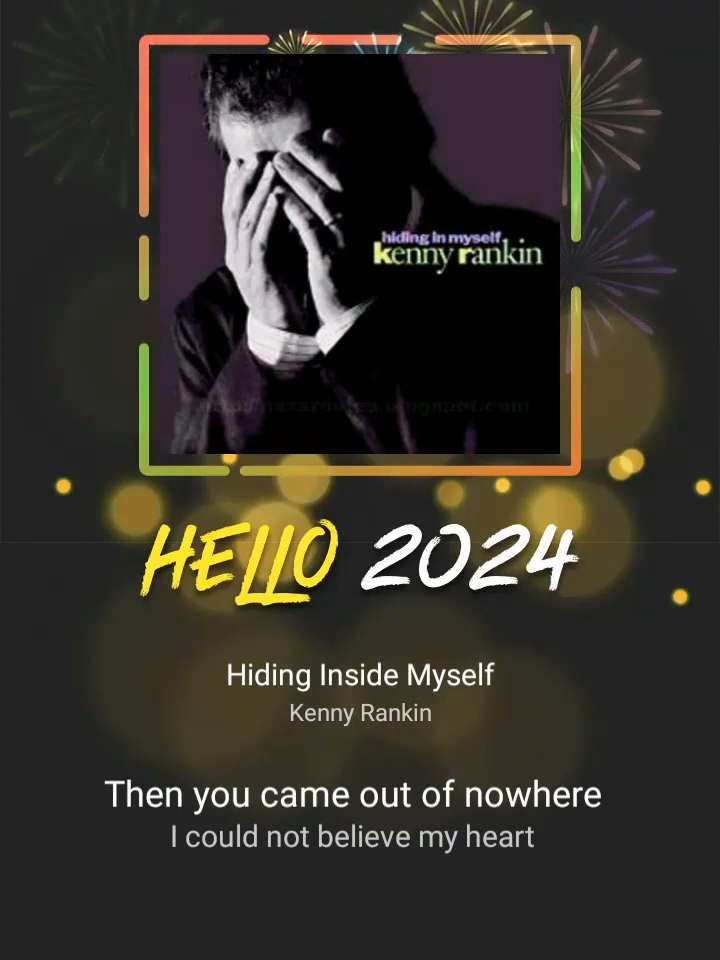 hiding in myself
kenny rankin
HELLO 2024
Hiding Inside Myself
Kenny Rankin
Then you came out of nowhere
I could not believe my heart